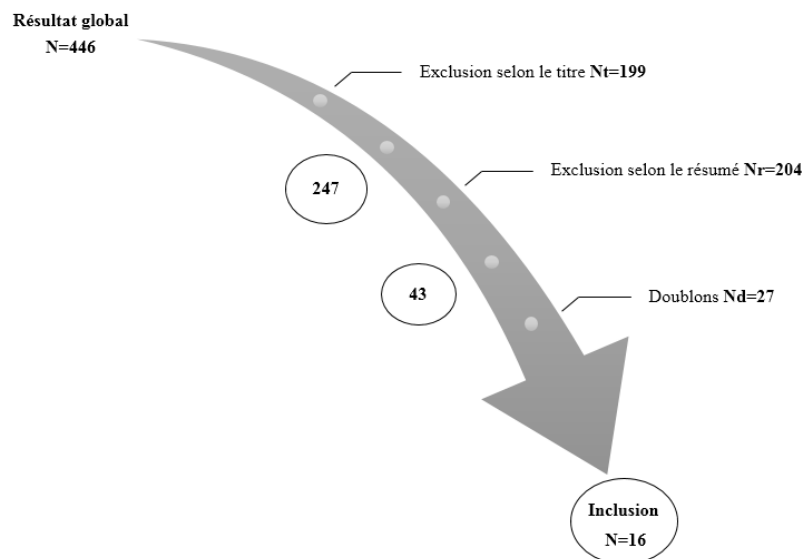 Résultat global
N=446
Exclusion selon le titre Nt=199
Exclusion selon le résumé Nr=204
247
43
Doublons Nd=27
Inclusion
N=16